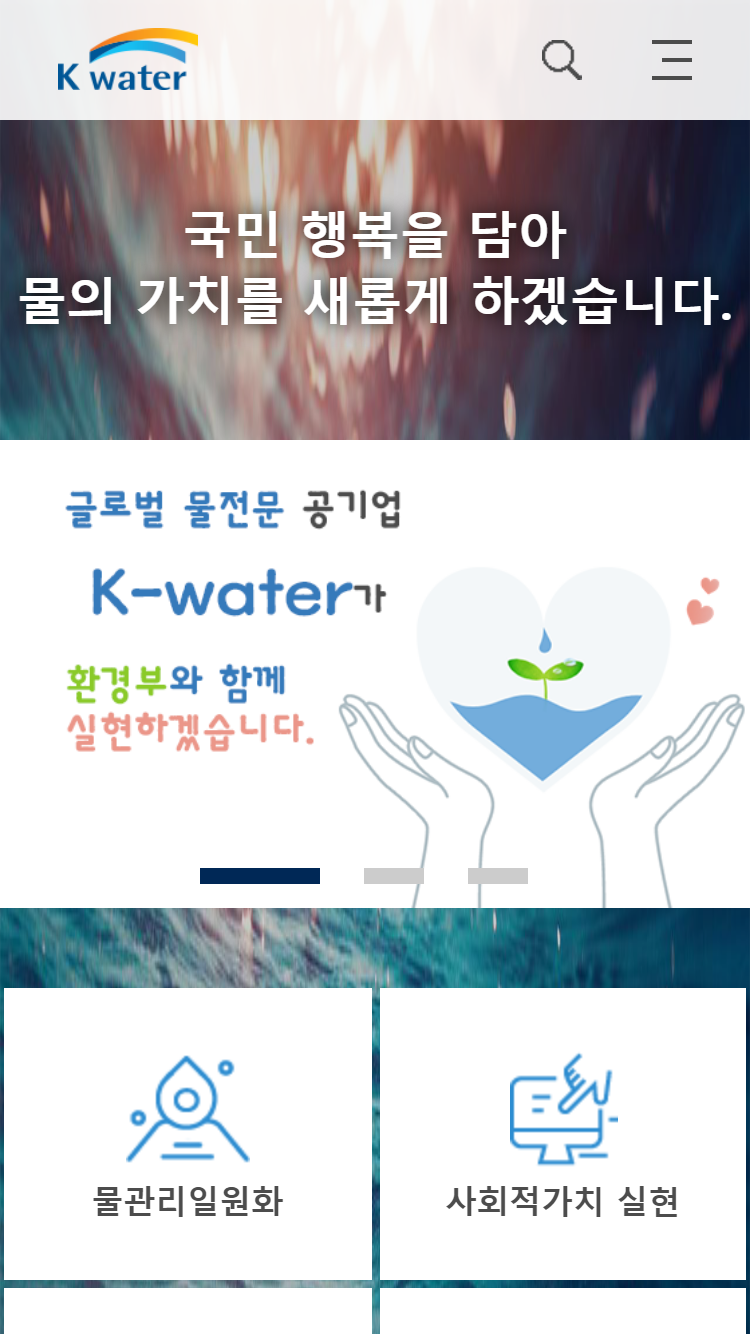 K water
국민 행복을 담아
물의 가치를 새롭게 하겠습니다.
글로벌 물전문 공기업
K-water가
환경부와 함께
실현하겠습니다.
물관리일원화
사회적가치 실현